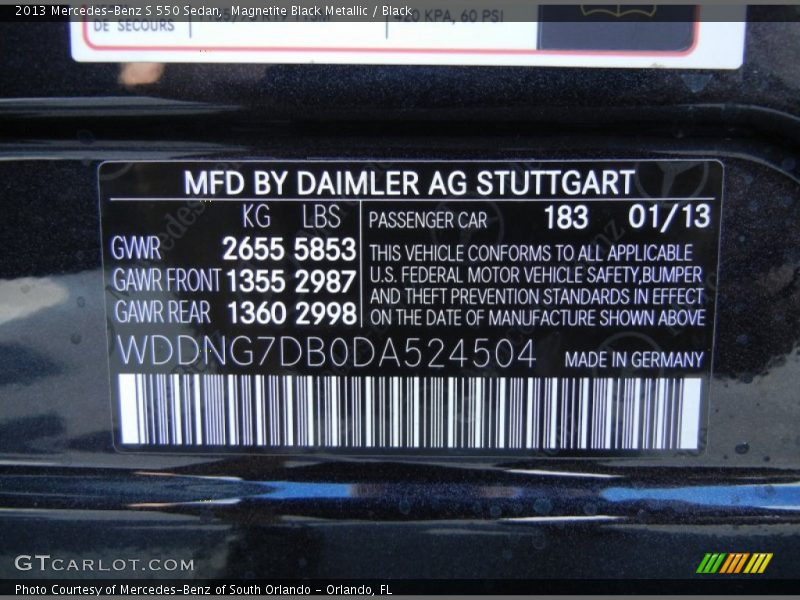 2013 Mercedes-Benz S 550 Sedan, Magnetite Black Metallic / Black
DE SECOURS
420 KPA, 60 PSI
MFD BY DAIMLER AG STUTTGART
KG LBS
GVWR 2655 5853
GAWR FRONT 1355 2987
GAWR REAR 1360 2998
PASSENGER CAR 183 01/13
THIS VEHICLE CONFORMS TO ALL APPLICABLE
U.S. FEDERAL MOTOR VEHICLE SAFETY,BUMPER
AND THEFT PREVENTION STANDARDS IN EFFECT
ON THE DATE OF MANUFACTURE SHOWN ABOVE
WDDNG7DB0DA524504 MADE IN GERMANY
GTCARLOT.COM
Photo Courtesy of Mercedes-Benz of South Orlando - Orlando, FL